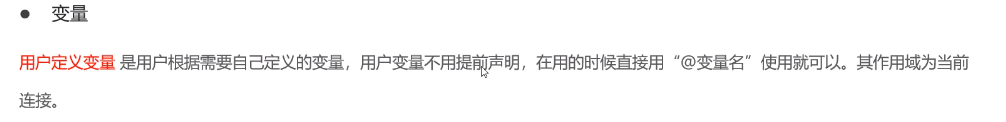 ● 变量
用户定义变量 是用户根据需要自己定义的变量，用户变量不用提前声明，在用的时候直接用“@变量名”使用就可以。其作用域为当前
连接。